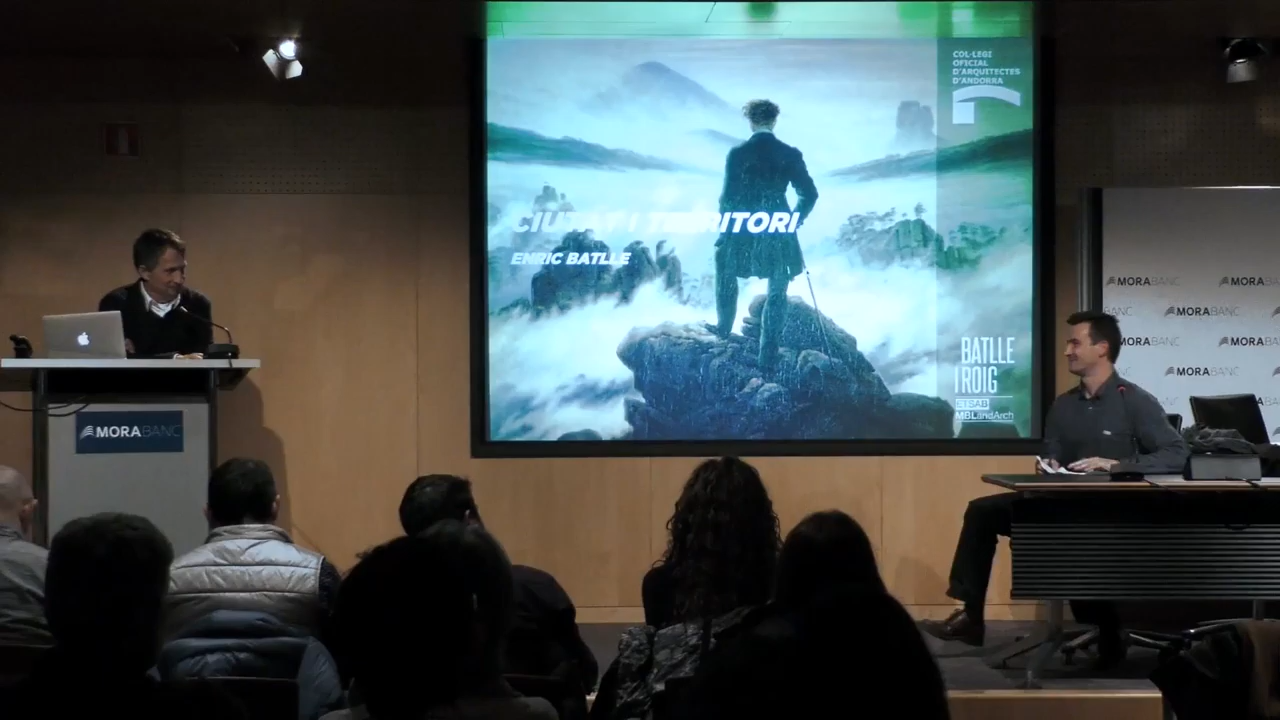 COL·LEGI
OFICIAL
D'ARQUITECTES
D'ANDORRA
CIUTAT I TERRITORI
ENRIC BATLLE
BATLLE
I ROIG
ETSAB
MBLandArch
MORABANC
MORABANC MORABANC
MORABANC
MORABANC MORABANC
MORABANC